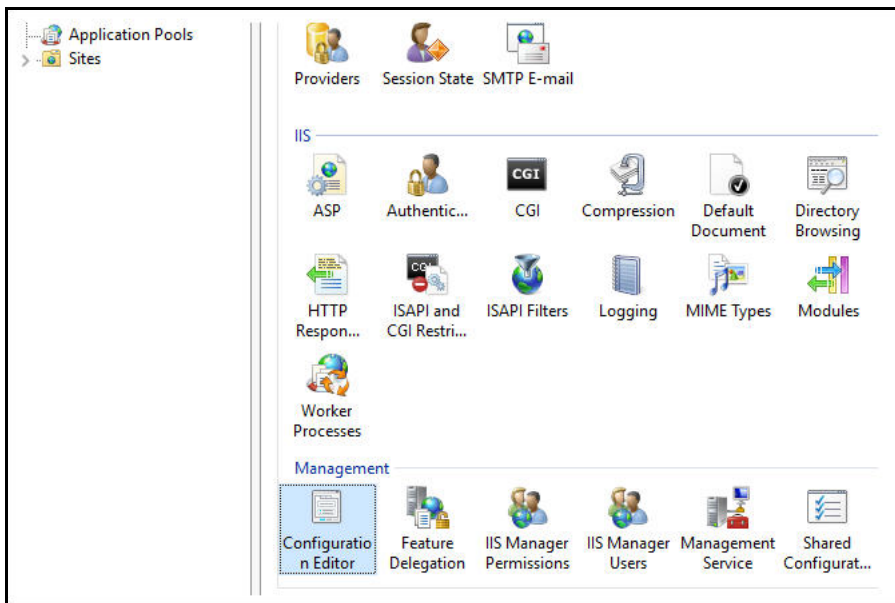 Application Pools
Sites
Providers
Session State
SMTP E-mail
IIS
ASP
Authentic...
CGI
CGI
Compression
Default
Document
Directory
Browsing
HTTP
Respon...
CGI
ISAPI and
CGI Restri...
ISAPI Filters
Logging
MIME Types
Modules
Worker
Processes
Management
Configuratio
n Editor
Feature
Delegation
IIS Manager
Permissions
IIS Manager
Users
Management
Service
Shared
Configurat...